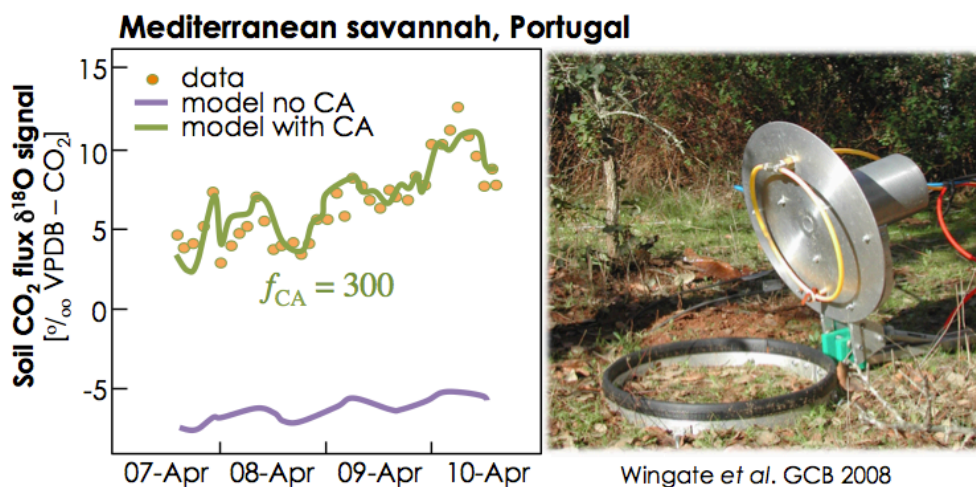 Mediterranean savannah, Portugal
Soil CO2 flux δ18O signal
[‰ VPDB – CO2]
15
10
5
0
-5
data
model no CA
model with CA
fCA = 300
07-Apr 08-Apr 09-Apr 10-Apr
Wingate et al. GCB 2008